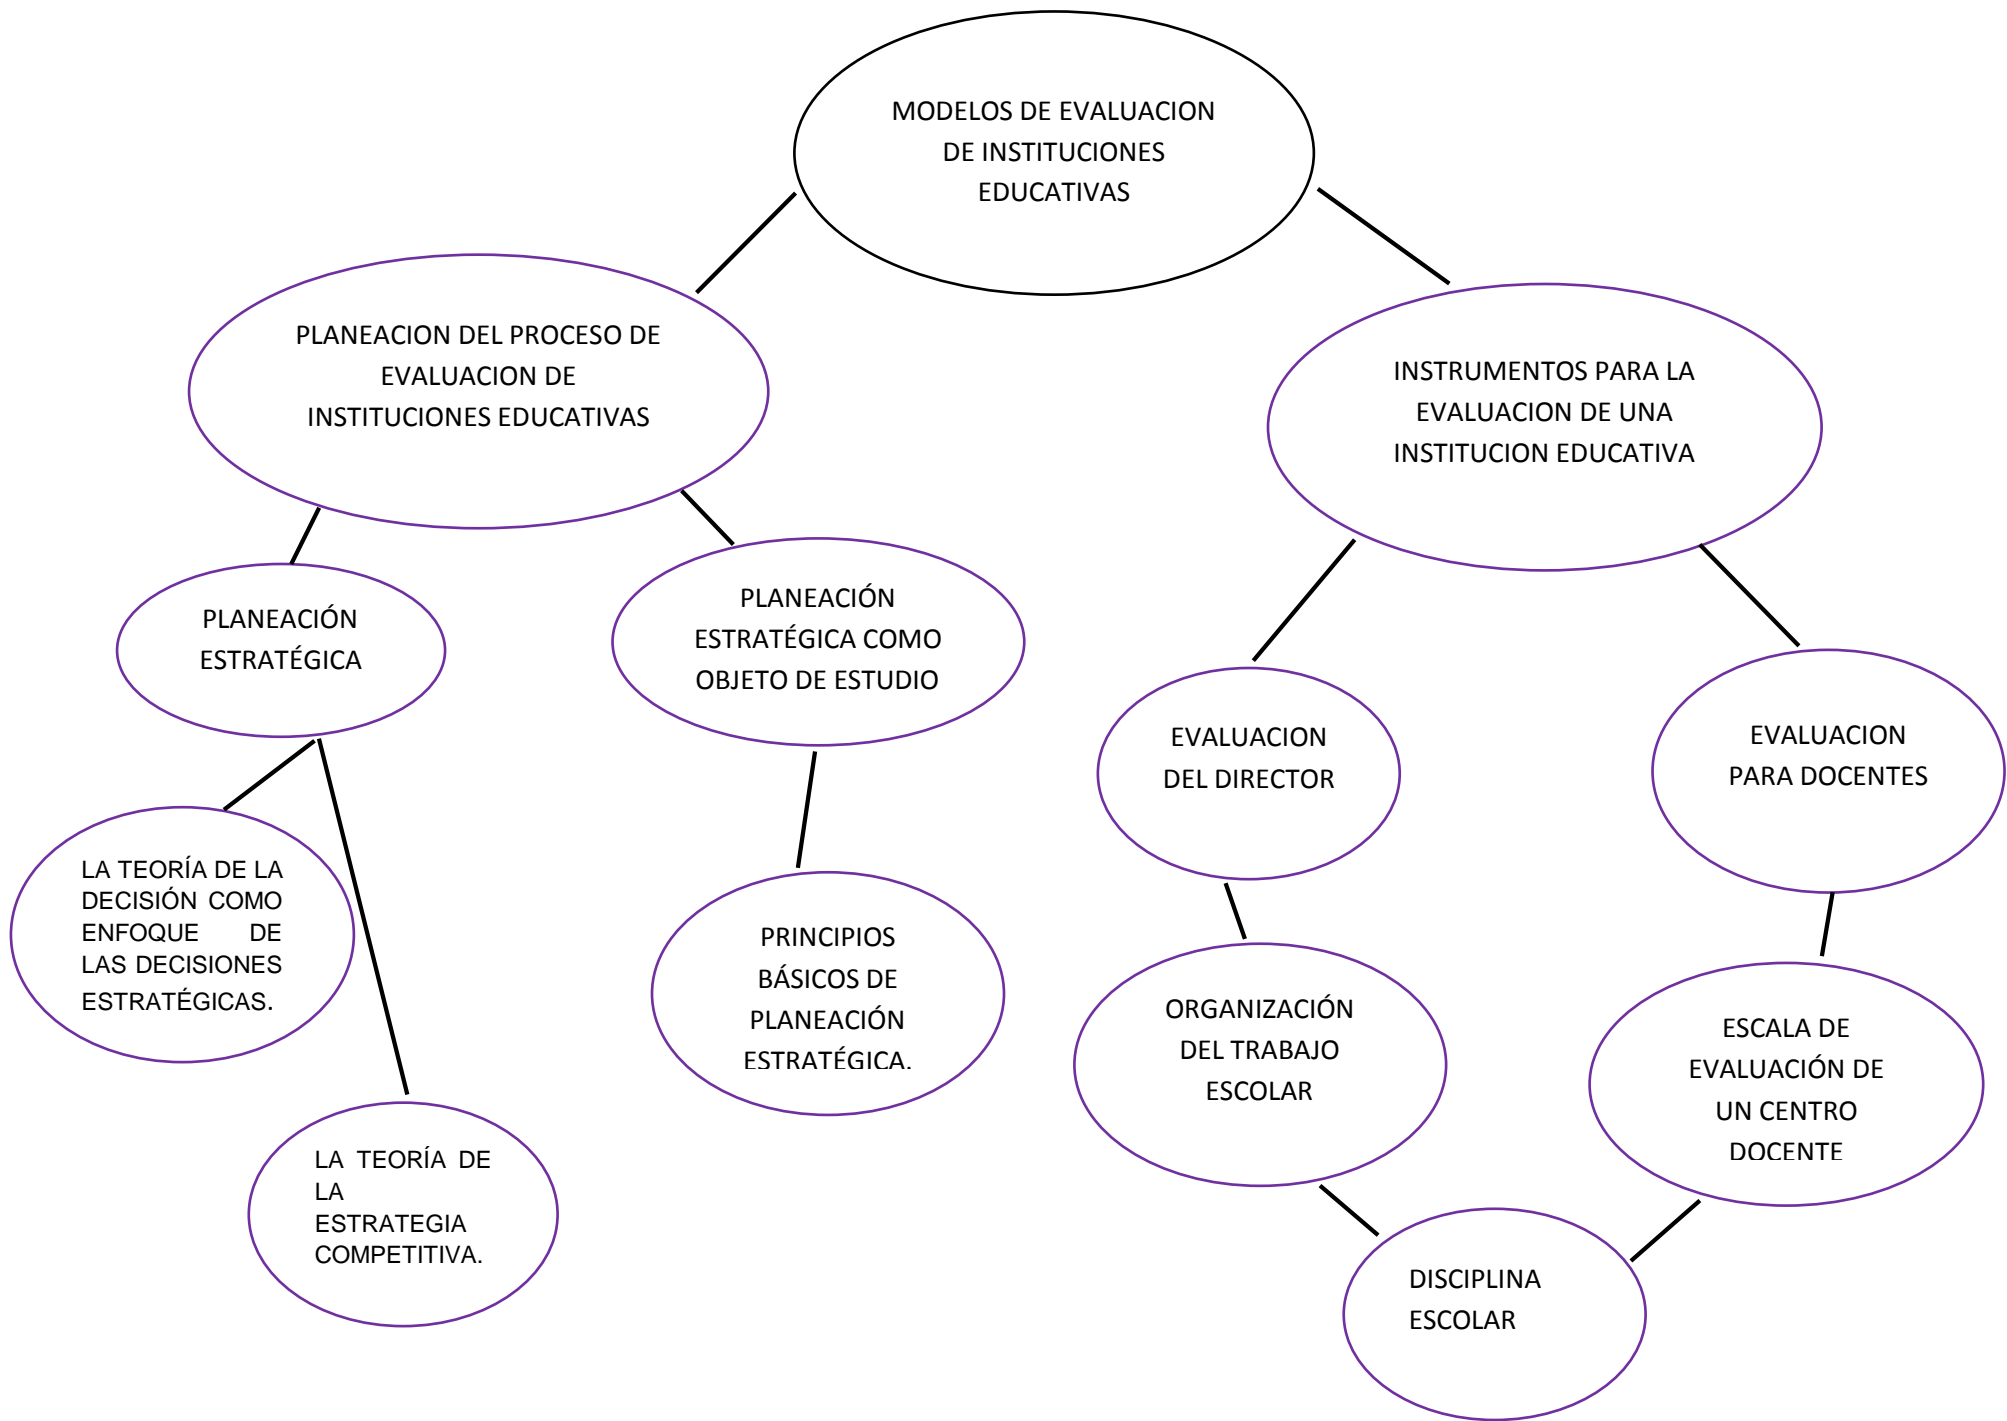 MODELOS DE EVALUACION
DE INSTITUCIONES
EDUCATIVAS
PLANEACION DEL PROCESO DE
EVALUACION DE
INSTITUCIONES EDUCATIVAS
INSTRUMENTOS PARA LA
EVALUACION DE UNA
INSTITUCION EDUCATIVA
PLANEACIÓN
ESTRATÉGICA
PLANEACIÓN
ESTRATÉGICA COMO
OBJETO DE ESTUDIO
EVALUACION
DEL DIRECTOR
EVALUACION
PARA DOCENTES
LA TEORÍA DE LA
DECISIÓN COMO
ENFOQUE DE
LAS DECISIONES
ESTRATÉGICAS.
PRINCIPIOS
BÁSICOS DE
PLANEACIÓN
ESTRATÉGICA.
ORGANIZACIÓN
DEL TRABAJO
ESCOLAR
ESCALA DE
EVALUACIÓN DE
UN CENTRO
DOCENTE
LA TEORÍA DE
LA
ESTRATEGIA
COMPETITIVA.
DISCIPLINA
ESCOLAR